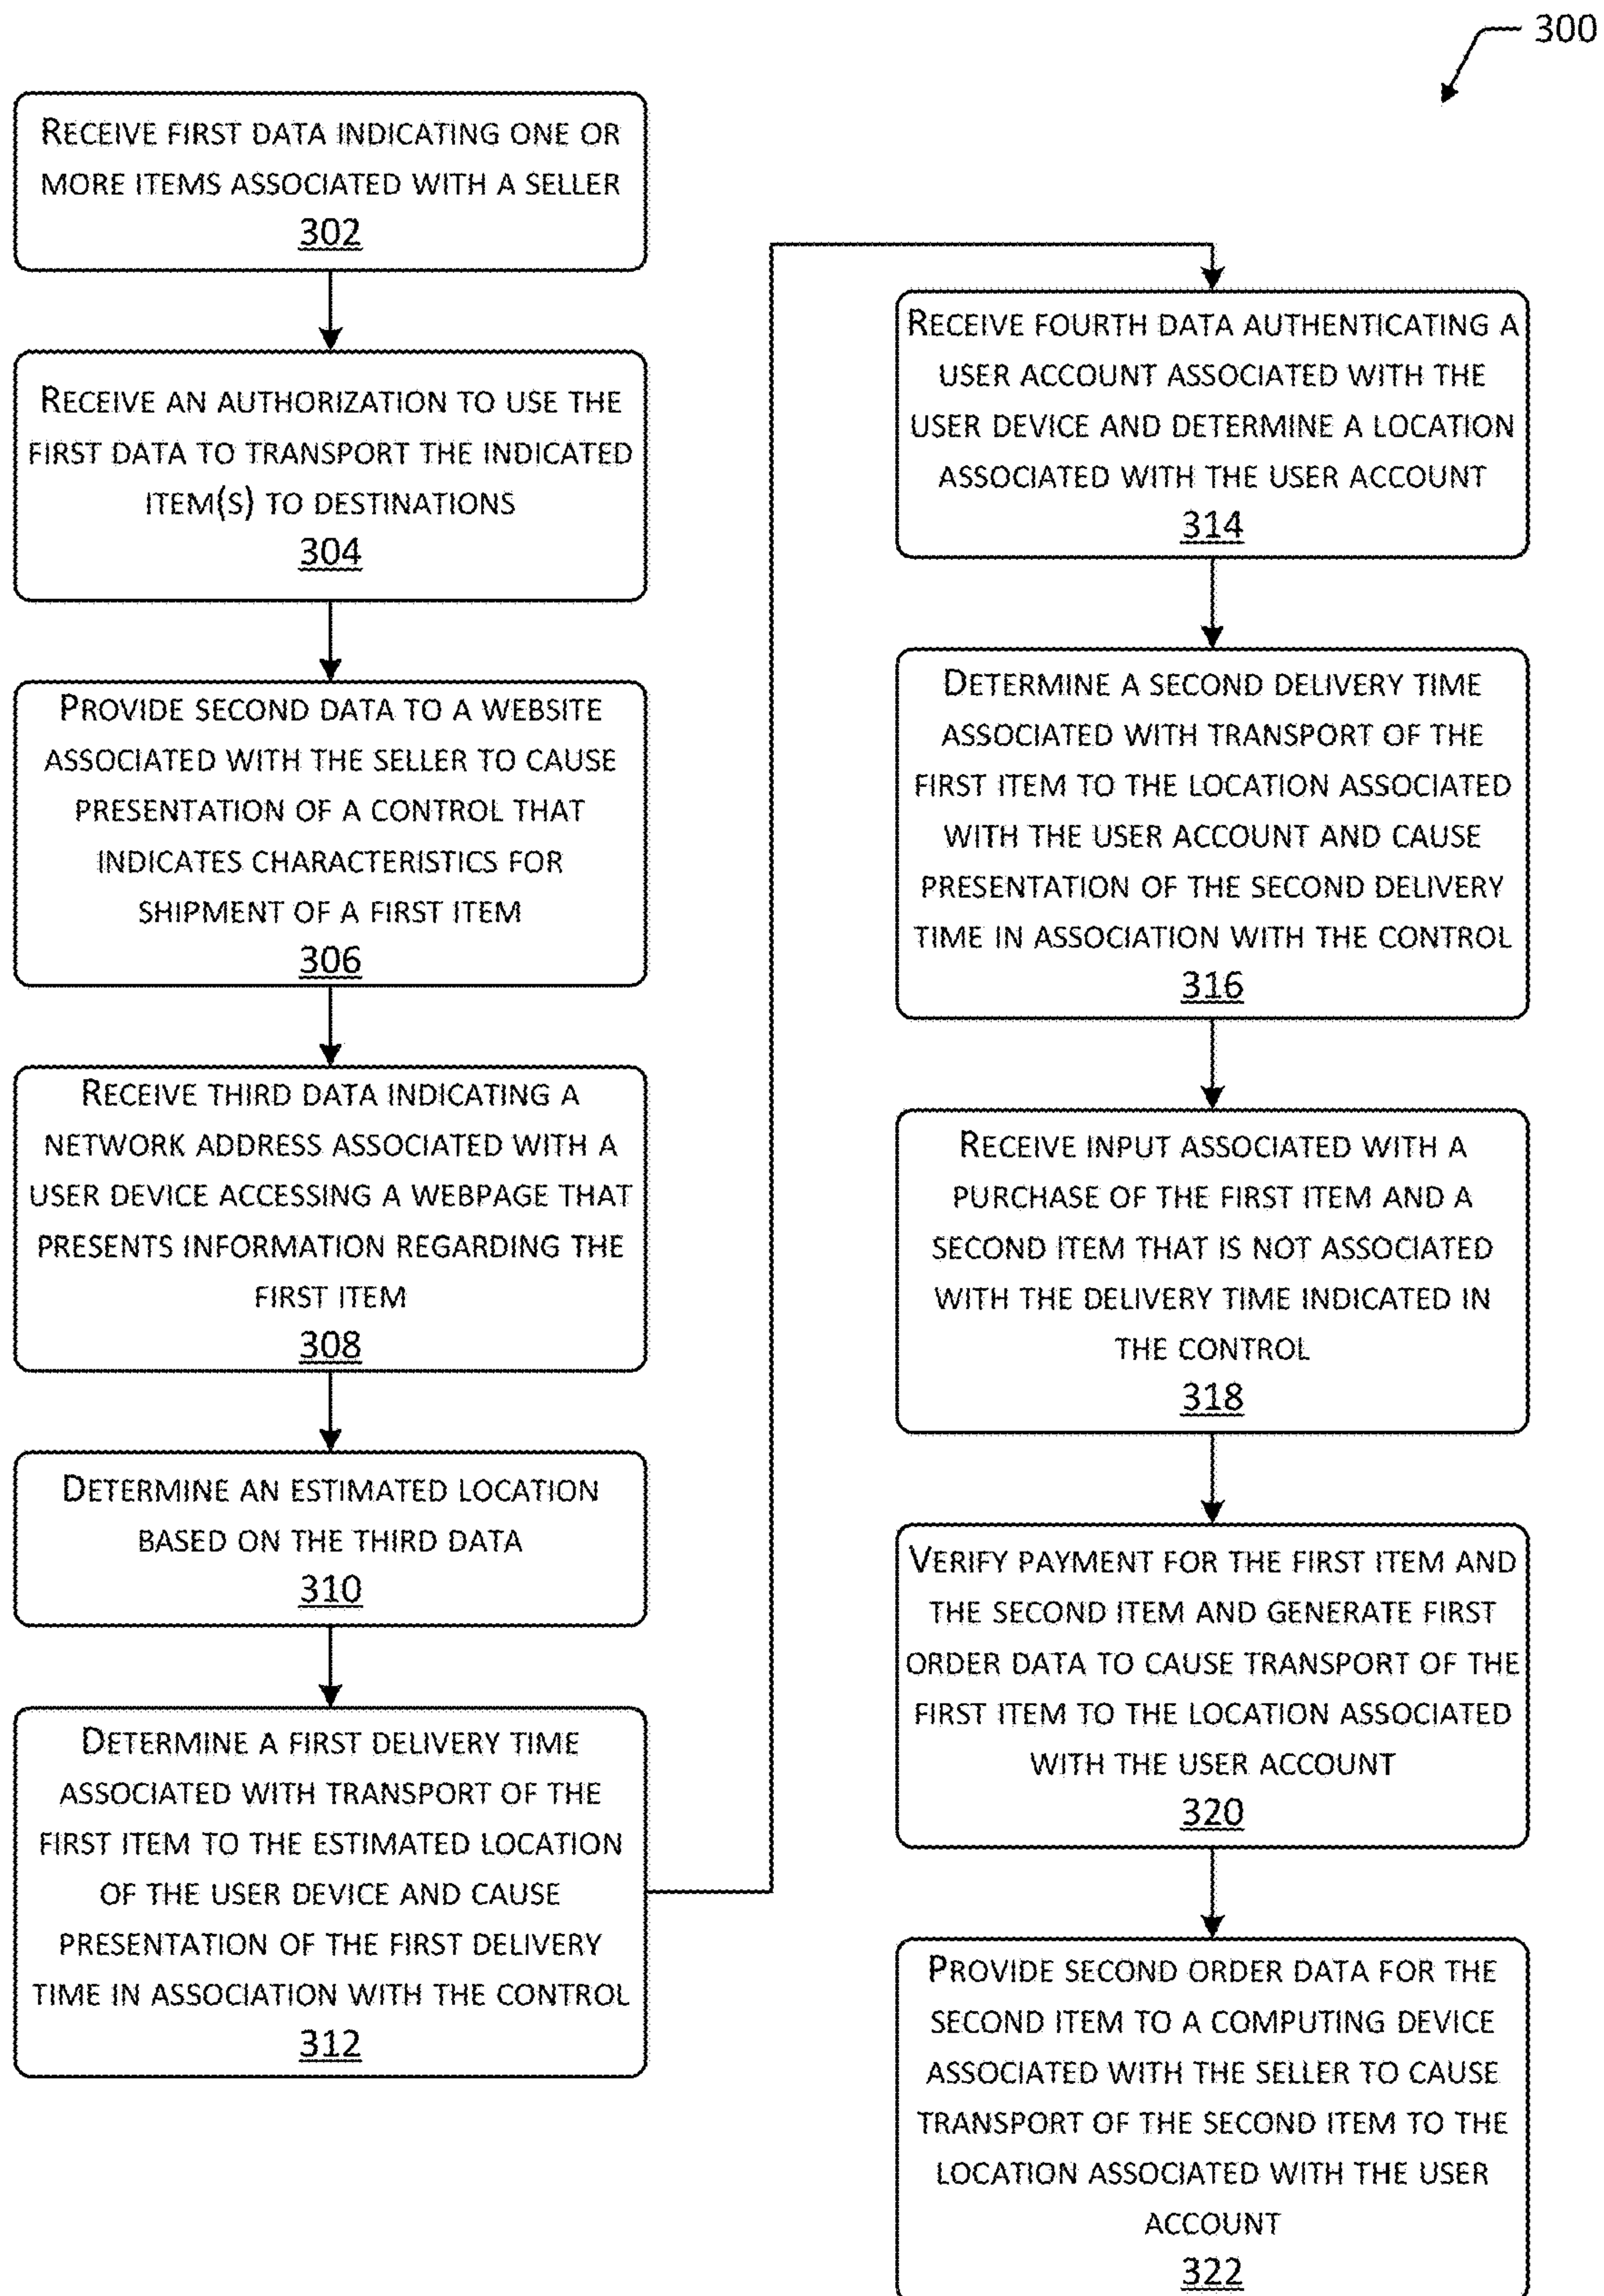 300
RECEIVE FIRST DATA INDICATING ONE OR
MORE ITEMS ASSOCIATED WITH A SELLER
302
RECEIVE AN AUTHORIZATION TO USE THE
FIRST DATA TO TRANSPORT THE INDICATED
ITEM(S) TO DESTINATIONS
304
PROVIDE SECOND DATA TO A WEBSITE
ASSOCIATED WITH THE SELLER TO CAUSE
PRESENTATION OF A CONTROL THAT
INDICATES CHARACTERISTICS FOR
SHIPMENT OF A FIRST ITEM
306
RECEIVE THIRD DATA INDICATING A
NETWORK ADDRESS ASSOCIATED WITH A
USER DEVICE ACCESSING A WEBPAGE THAT
PRESENTS INFORMATION REGARDING THE
FIRST ITEM
308
DETERMINE AN ESTIMATED LOCATION
BASED ON THE THIRD DATA
310
DETERMINE A FIRST DELIVERY TIME
ASSOCIATED WITH TRANSPORT OF THE
FIRST ITEM TO THE ESTIMATED LOCATION
OF THE USER DEVICE AND CAUSE
PRESENTATION OF THE FIRST DELIVERY
TIME IN ASSOCIATION WITH THE CONTROL
312
RECEIVE FOURTH DATA AUTHENTICATING A
USER ACCOUNT ASSOCIATED WITH THE
USER DEVICE AND DETERMINE A LOCATION
ASSOCIATED WITH THE USER ACCOUNT
314
DETERMINE A SECOND DELIVERY TIME
ASSOCIATED WITH TRANSPORT OF THE
FIRST ITEM TO THE LOCATION ASSOCIATED
WITH THE USER ACCOUNT AND CAUSE
PRESENTATION OF THE SECOND DELIVERY
TIME IN ASSOCIATION WITH THE CONTROL
316
RECEIVE INPUT ASSOCIATED WITH A
PURCHASE OF THE FIRST ITEM AND A
SECOND ITEM THAT IS NOT ASSOCIATED
WITH THE DELIVERY TIME INDICATED IN
THE CONTROL
318
VERIFY PAYMENT FOR THE FIRST ITEM AND
THE SECOND ITEM AND GENERATE FIRST
ORDER DATA TO CAUSE TRANSPORT OF THE
FIRST ITEM TO THE LOCATION ASSOCIATED
WITH THE USER ACCOUNT
320
PROVIDE SECOND ORDER DATA FOR THE
SECOND ITEM TO A COMPUTING DEVICE
ASSOCIATED WITH THE SELLER TO CAUSE
TRANSPORT OF THE SECOND ITEM TO THE
LOCATION ASSOCIATED WITH THE USER
ACCOUNT
322